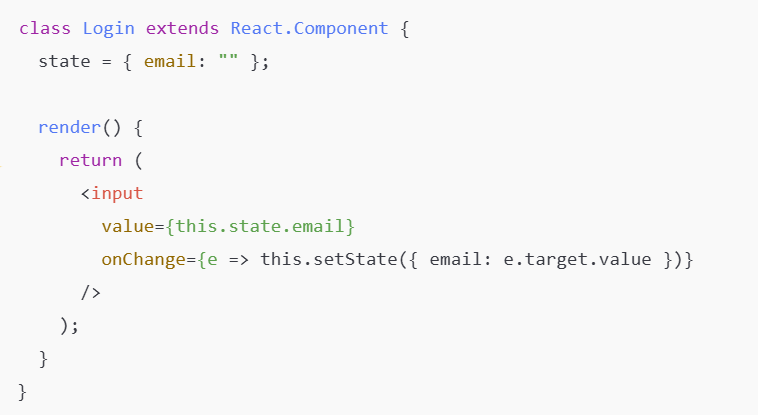 class Login extends React.Component {
  state = { email: "" };

  render() {
    return (
      <input
        value={this.state.email}
        onChange={e => this.setState({ email: e.target.value })}
      />
    );
  }
}